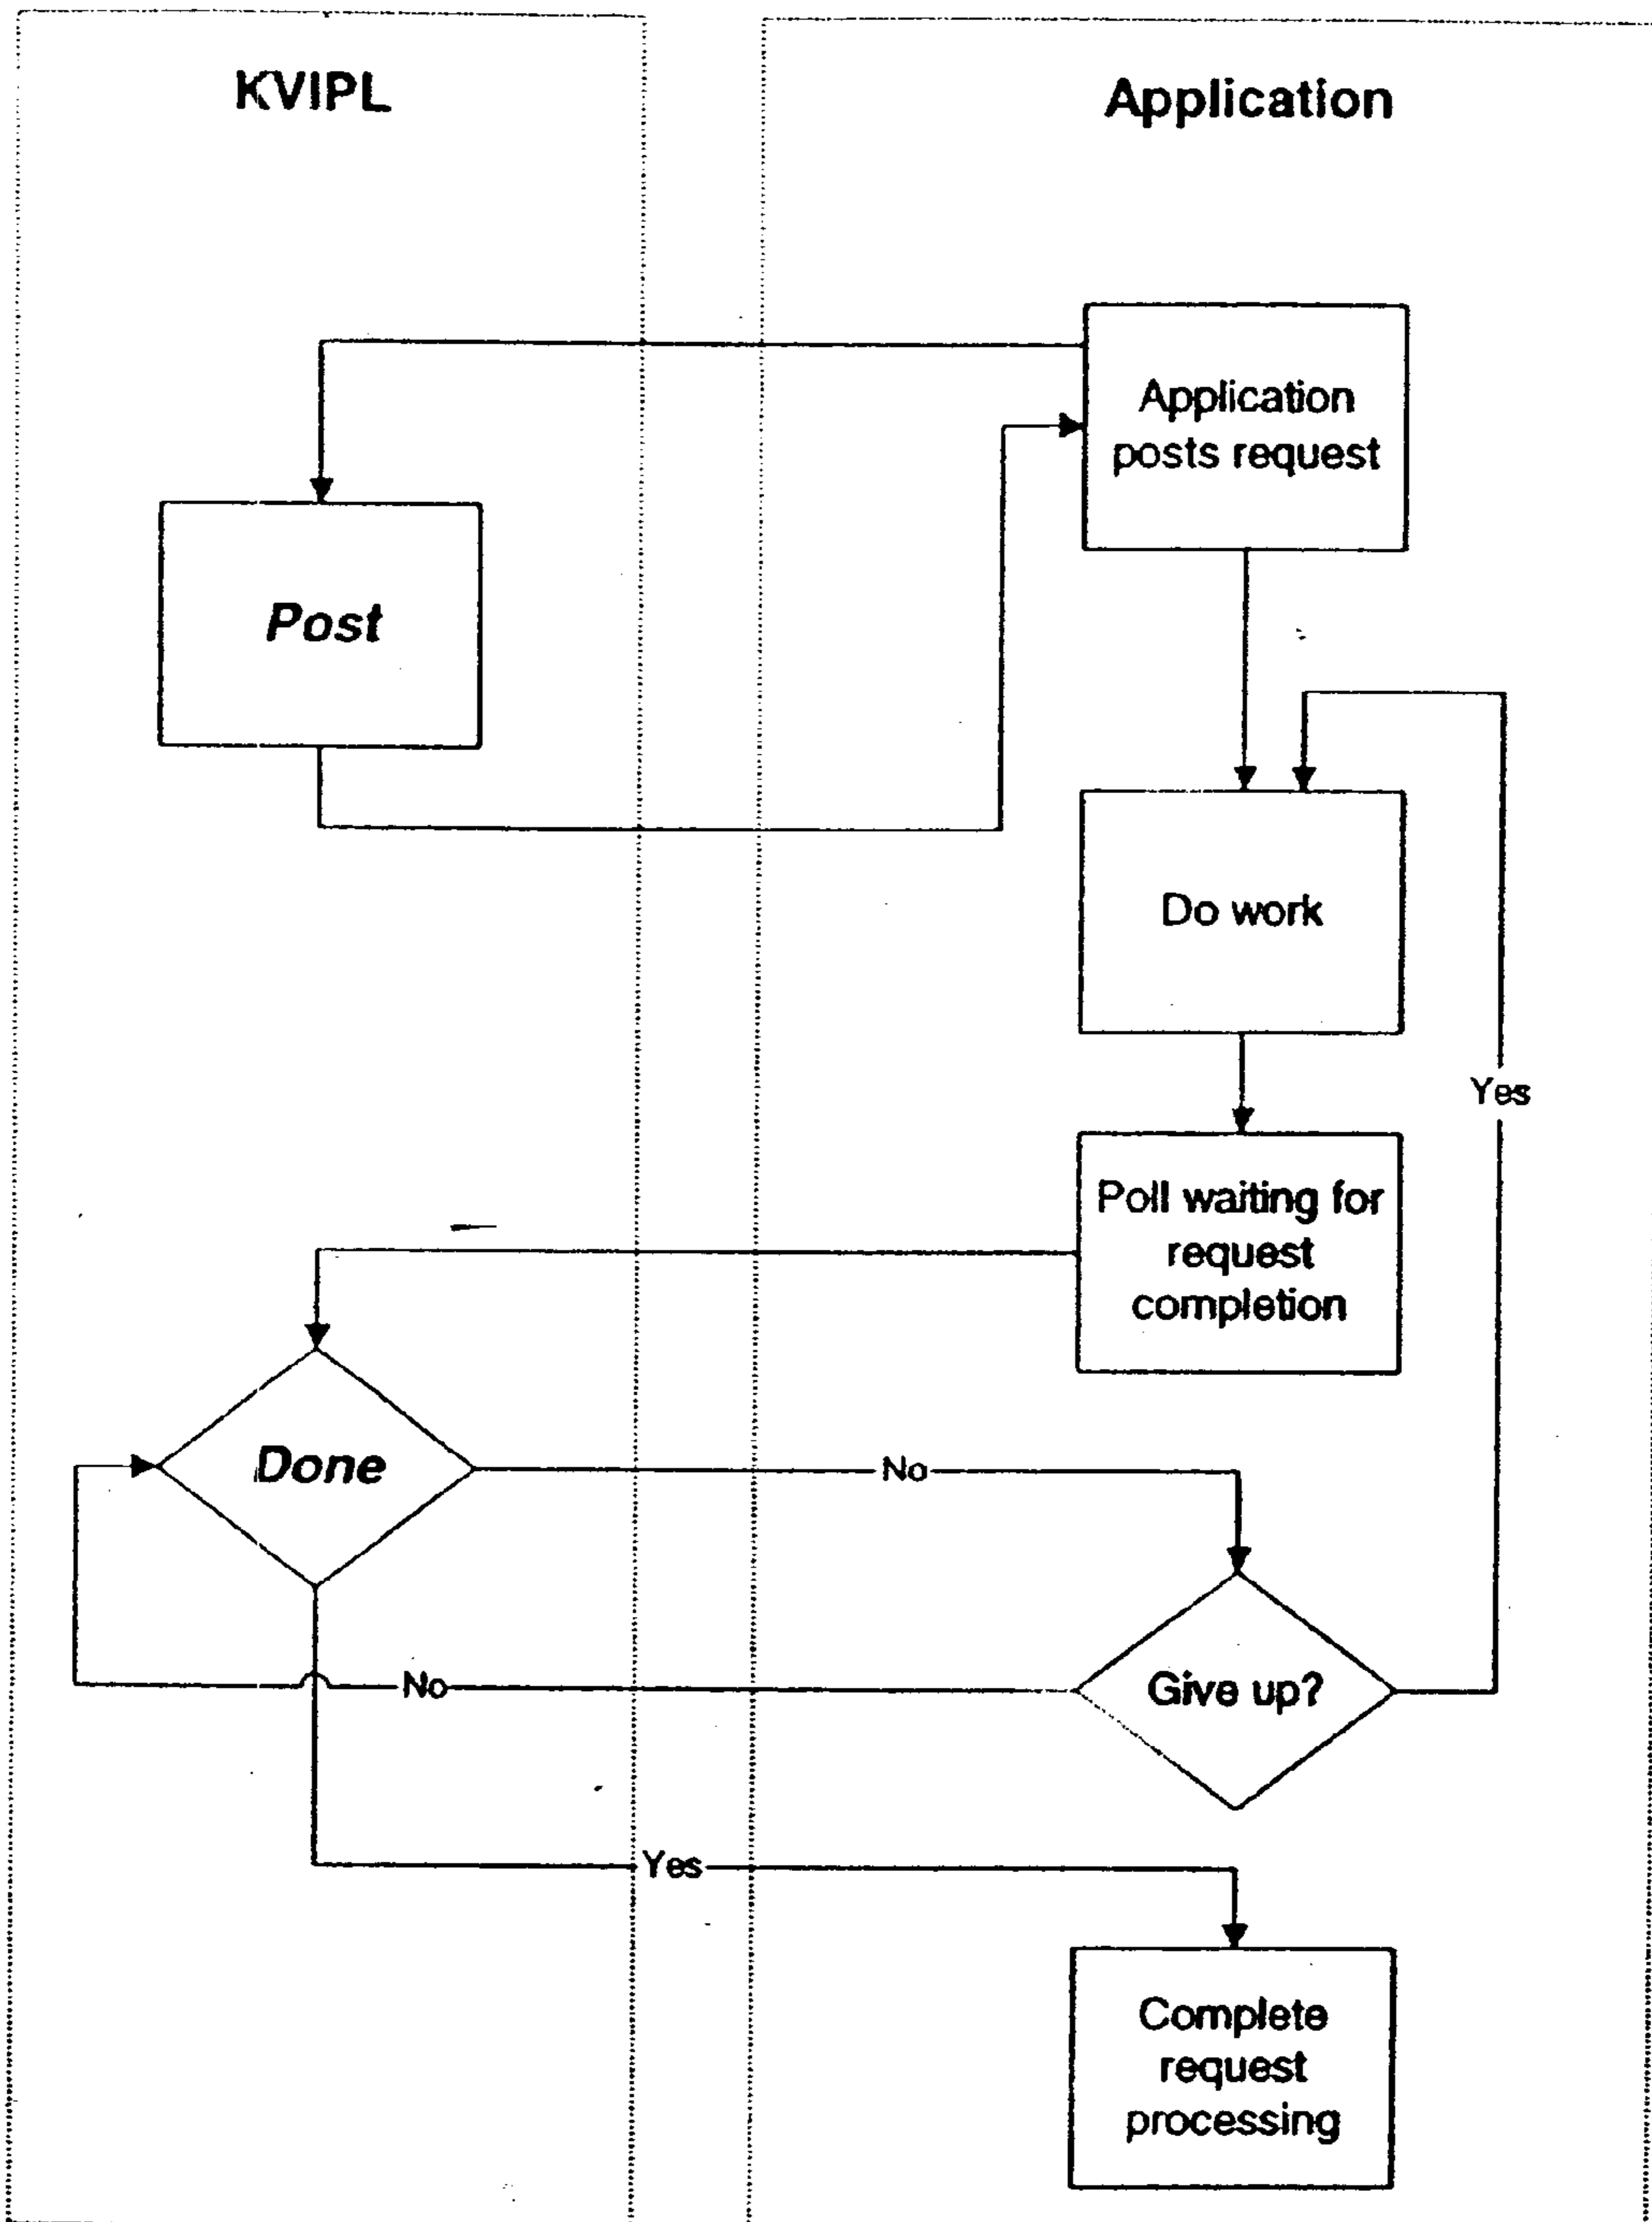 KVIPL
Application
Application
posts request
Post
Do work
Yes
Poll waiting for
request
completion
Done
No
No
Give up?
Yes
Complete
request
processing